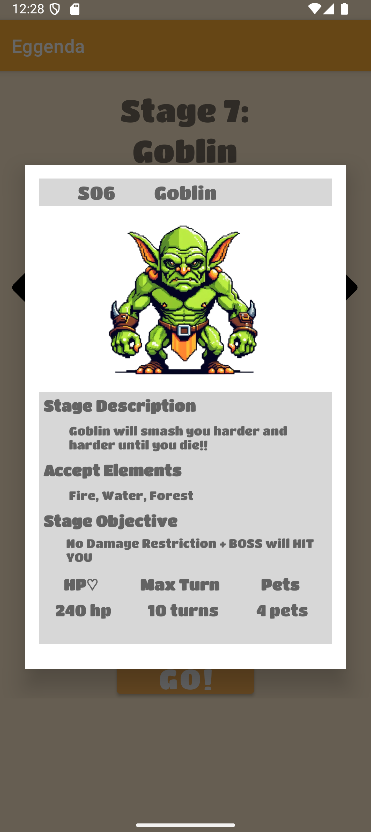 12:28
Eggenda
Stage 7:
Goblin
S06 Goblin
Stage Description
Goblin will smash you harder and
harder until you die!!
Accept Elements
Fire, Water, Forest
Stage Objective
No Damage Restriction + BOSS will HIT
YOU
HP♡ Max Turn Pets
240 hp 10 turns 4 pets
GO!